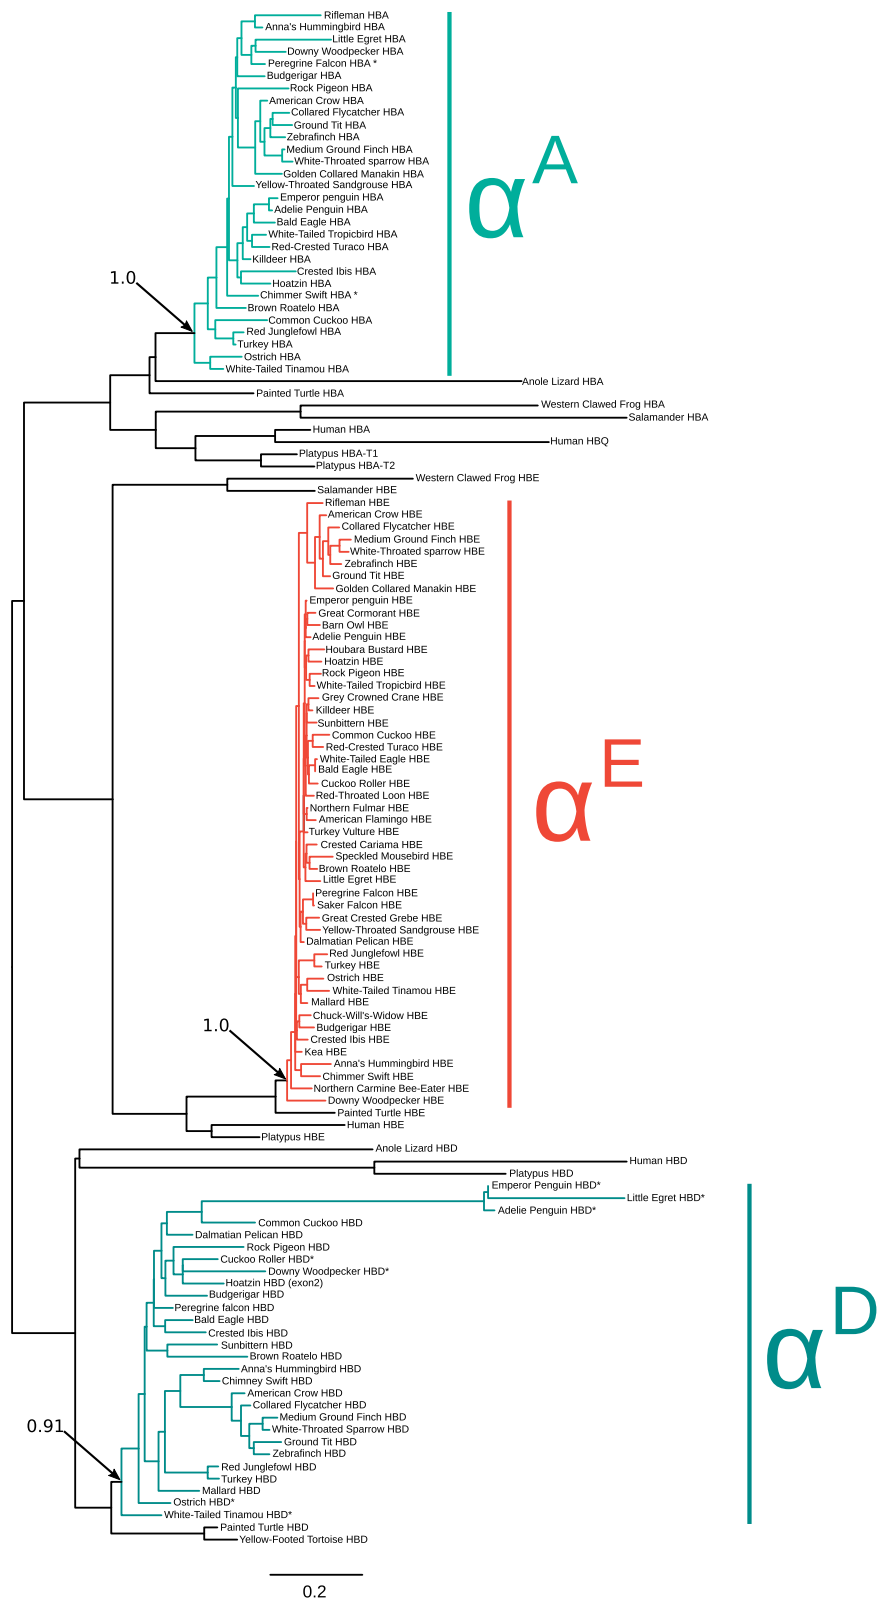 Rifleman HBA
Anna's Hummingbird HBA
Little Egret HBA
Downy Woodpecker HBA
Peregrine Falcon HBA *
Budgerigar HBA
Rock Pigeon HBA
American Crow HBA
Collared Flycatcher HBA
Ground Tit HBA
Zebrafinch HBA
Medium Ground Finch HBA
White-Throated sparrow HBA
Golden Collared Manakin HBA
Yellow-Throated Sandgrouse HBA
Emperor penguin HBA
Adelie Penguin HBA
Bald Eagle HBA
White-Tailed Tropicbird HBA
Red-Crested Turaco HBA
Killdeer HBA
Crested Ibis HBA
Hoatzin HBA
Chimmer Swift HBA *
Brown Roatelo HBA
Common Cuckoo HBA
Red Junglefowl HBA
Turkey HBA
Ostrich HBA
White-Tailed Tinamou HBA
αA
1.0
Anole Lizard HBA
Painted Turtle HBA
Western Clawed Frog HBA
Salamander HBA
Human HBA
Human HBQ
Platypus HBA-T1
Platypus HBA-T2
Western Clawed Frog HBE
Salamander HBE
Rifleman HBE
American Crow HBE
Collared Flycatcher HBE
Medium Ground Finch HBE
White-Throated sparrow HBE
Zebrafinch HBE
Ground Tit HBE
Golden Collared Manakin HBE
Emperor penguin HBE
Great Cormorant HBE
Barn Owl HBE
Adelie Penguin HBE
Houbara Bustard HBE
Hoatzin HBE
Rock Pigeon HBE
White-Tailed Tropicbird HBE
Grey Crowned Crane HBE
Killdeer HBE
Sunbittern HBE
Common Cuckoo HBE
Red-Crested Turaco HBE
White-Tailed Eagle HBE
Bald Eagle HBE
Cuckoo Roller HBE
Red-Throated Loon HBE
Northern Fulmar HBE
American Flamingo HBE
Turkey Vulture HBE
Crested Cariama HBE
Speckled Mousebird HBE
Brown Roatelo HBE
Little Egret HBE
Peregrine Falcon HBE
Saker Falcon HBE
Great Crested Grebe HBE
Yellow-Throated Sandgrouse HBE
Dalmatian Pelican HBE
Red Junglefowl HBE
Turkey HBE
Ostrich HBE
White-Tailed Tinamou HBE
Mallard HBE
Chuck-Will's-Widow HBE
Budgerigar HBE
Crested Ibis HBE
Kea HBE
Anna's Hummingbird HBE
Chimmer Swift HBE
Northern Carmine Bee-Eater HBE
Downy Woodpecker HBE
αE
1.0
Painted Turtle HBE
Human HBE
Platypus HBE
Anole Lizard HBD
Human HBD
Platypus HBD
Emperor Penguin HBD*
Little Egret HBD*
Adelie Penguin HBD*
Common Cuckoo HBD
Dalmatian Pelican HBD
Rock Pigeon HBD
Cuckoo Roller HBD*
Downy Woodpecker HBD*
Hoatzin HBD (exon2)
Budgerigar HBD
Peregrine falcon HBD
Bald Eagle HBD
Crested Ibis HBD
Sunbittern HBD
Brown Roatelo HBD
Anna's Hummingbird HBD
Chimney Swift HBD
American Crow HBD
Collared Flycatcher HBD
Medium Ground Finch HBD
White-Throated Sparrow HBD
Ground Tit HBD
Zebrafinch HBD
Red Junglefowl HBD
Turkey HBD
Mallard HBD
Ostrich HBD*
White-Tailed Tinamou HBD*
αD
0.91
Painted Turtle HBD
Yellow-Footed Tortoise HBD
0.2